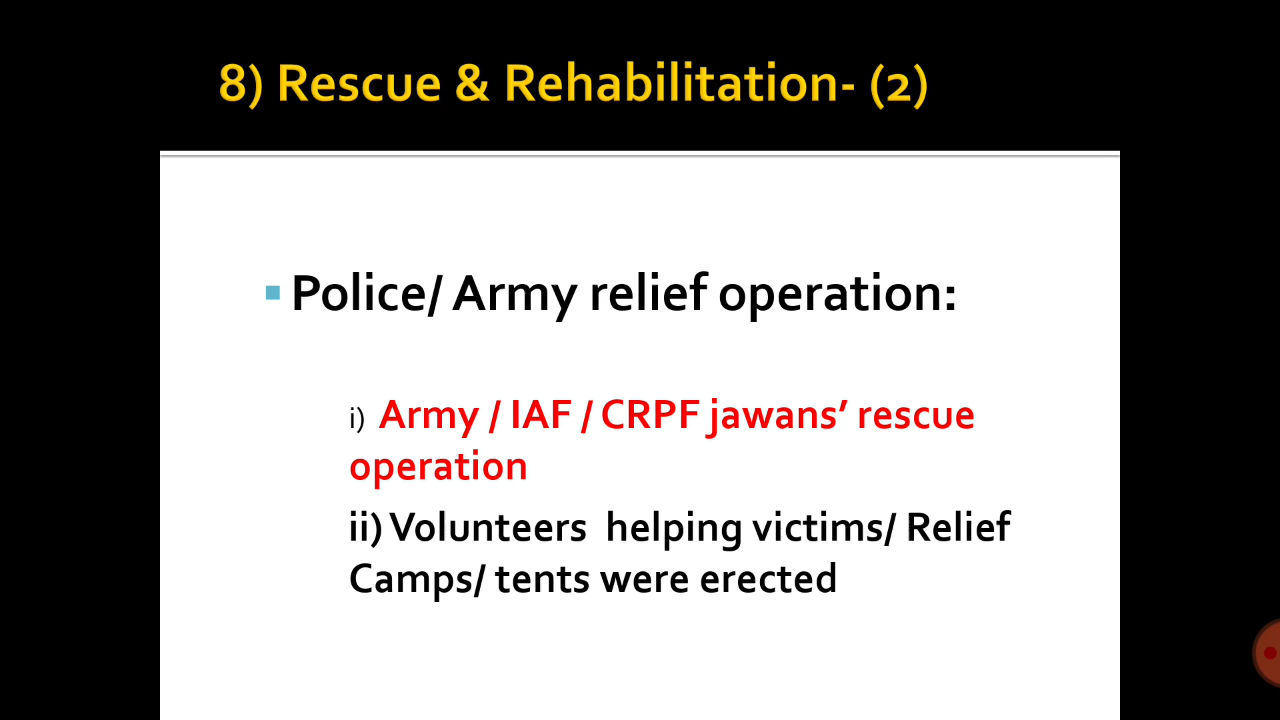 8) Rescue & Rehabilitation- (2)
Police/ Army relief operation:
i) Army / IAF / CRPF jawans’ rescue
operation
ii) Volunteers  helping victims/ Relief
Camps/ tents were erected